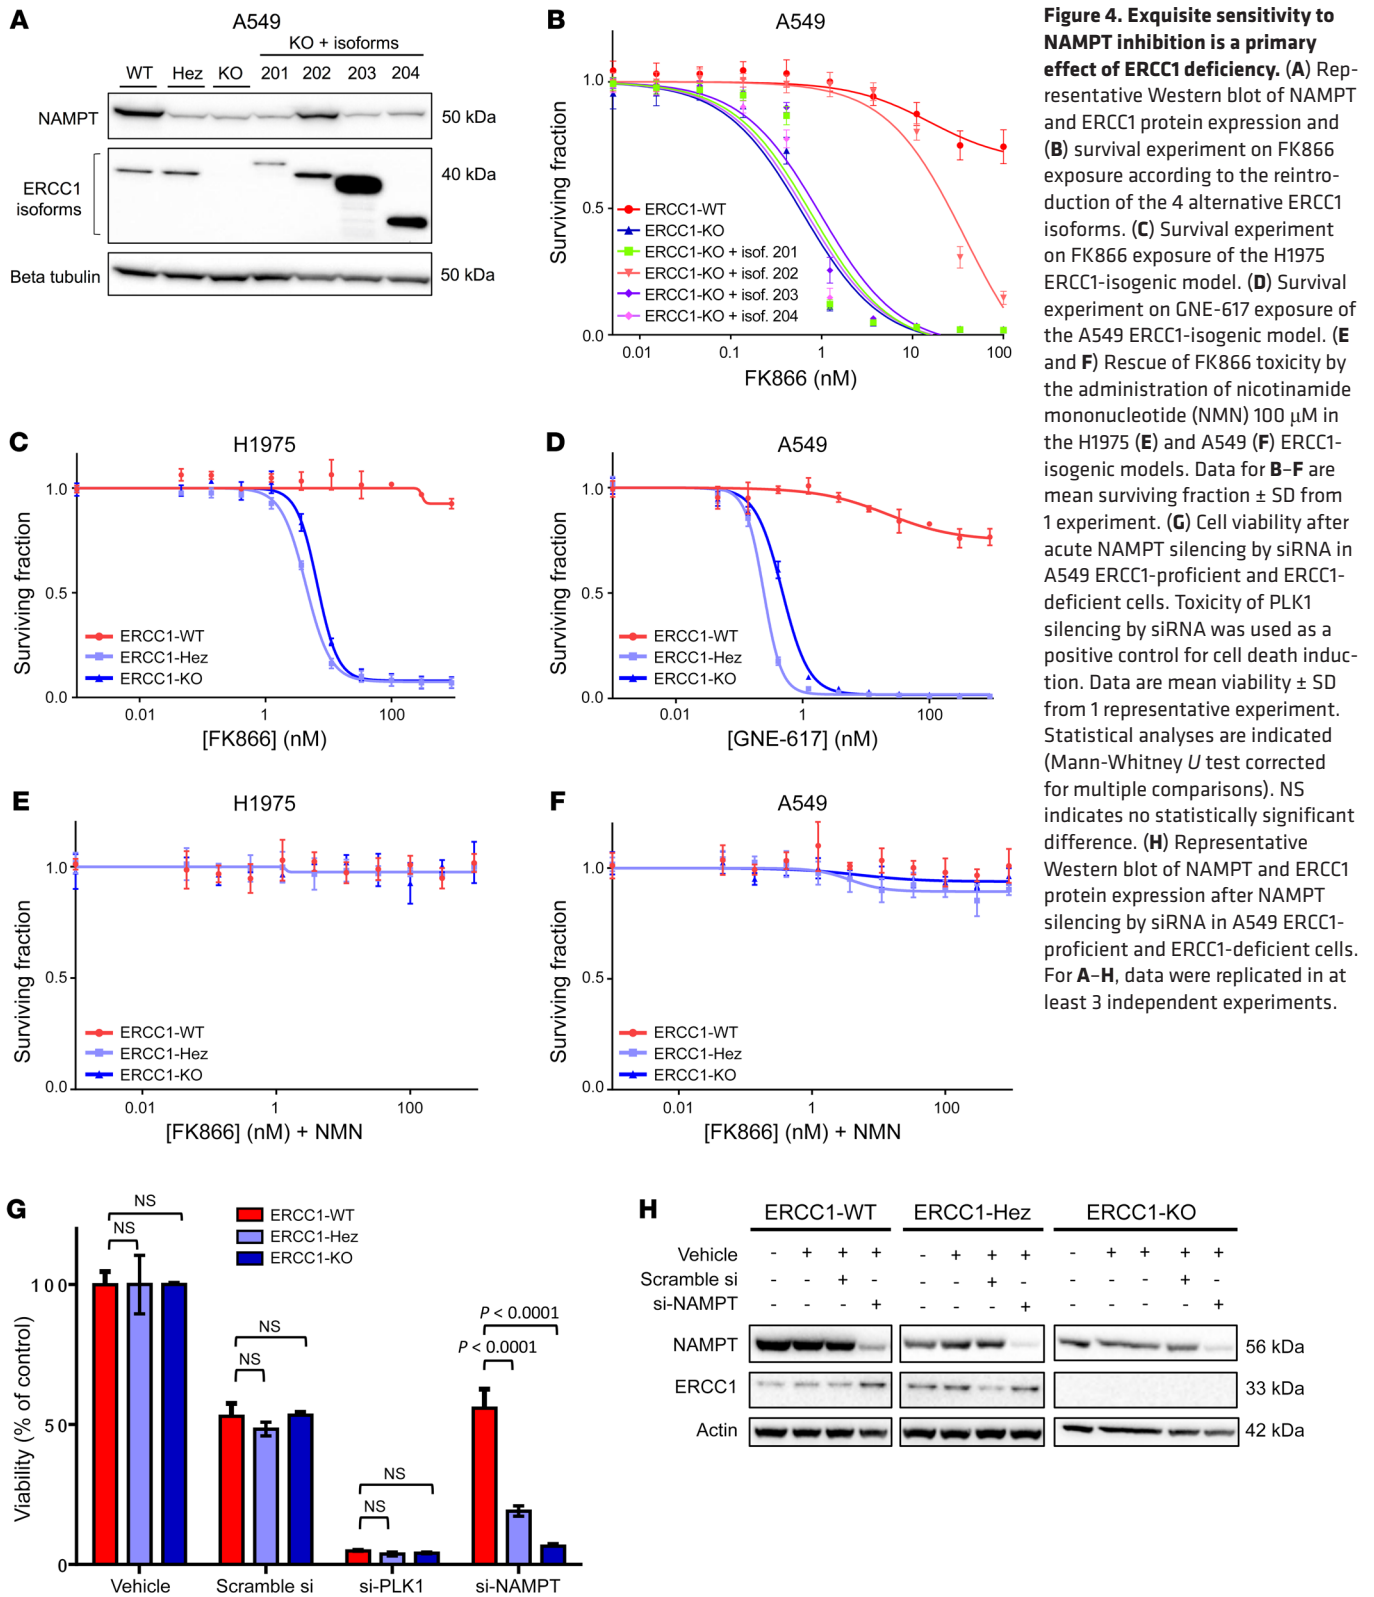 A
A549
KO + isoforms
WT Hez KO 201 202 203 204
NAMPT
50 kDa
ERCC1
isoforms
40 kDa
Beta tubulin
50 kDa
B
A549
Surviving fraction
1.0
0.5
0.0
ERCC1-WT
ERCC1-KO
ERCC1-KO + isof. 201
ERCC1-KO + isof. 202
ERCC1-KO + isof. 203
ERCC1-KO + isof. 204
0.01 0.1 1 10 100
FK866 (nM)
Figure 4. Exquisite sensitivity to
NAMPT inhibition is a primary
effect of ERCC1 deficiency. (A) Rep-
resentative Western blot of NAMPT
and ERCC1 protein expression and
(B) survival experiment on FK866
exposure according to the reintro-
duction of the 4 alternative ERCC1
isoforms. (C) Survival experiment
on FK866 exposure of the H1975
ERCC1-isogenic model. (D) Survival
experiment on GNE-617 exposure of
the A549 ERCC1-isogenic model. (E
and F) Rescue of FK866 toxicity by
the administration of nicotinamide
mononucleotide (NMN) 100 μM in
the H1975 (E) and A549 (F) ERCC1-
isogenic models. Data for B–F are
mean surviving fraction ± SD from
1 experiment. (G) Cell viability after
acute NAMPT silencing by siRNA in
A549 ERCC1-proficient and ERCC1-
deficient cells. Toxicity of PLK1
silencing by siRNA was used as a
positive control for cell death induc-
tion. Data are mean viability ± SD
from 1 representative experiment.
Statistical analyses are indicated
(Mann-Whitney U test corrected
for multiple comparisons). NS
indicates no statistically significant
difference. (H) Representative
Western blot of NAMPT and ERCC1
protein expression after NAMPT
silencing by siRNA in A549 ERCC1-
proficient and ERCC1-deficient cells.
For A–H, data were replicated in at
least 3 independent experiments.
C
H1975
Surviving fraction
1.0
0.5
0.0
ERCC1-WT
ERCC1-Hez
ERCC1-KO
0.01 1 100
[FK866] (nM)
D
A549
Surviving fraction
1.0
0.5
0.0
ERCC1-WT
ERCC1-Hez
ERCC1-KO
0.01 1 100
[GNE-617] (nM)
E
H1975
Surviving fraction
1.0
0.5
0.0
ERCC1-WT
ERCC1-Hez
ERCC1-KO
0.01 1 100
[FK866] (nM) + NMN
F
A549
Surviving fraction
1.0
0.5
0.0
ERCC1-WT
ERCC1-Hez
ERCC1-KO
0.01 1 100
[FK866] (nM) + NMN
G
Viability (% of control)
100
50
0
ERCC1-WT
ERCC1-Hez
ERCC1-KO
NS
NS
NS
NS
NS
NS
P < 0.0001
P < 0.0001
Vehicle Scramble si si-PLK1 si-NAMPT
H
ERCC1-WT ERCC1-Hez ERCC1-KO
Vehicle - + + + - + + + - + + + +
Scramble si - - + - - - + - - - - + -
si-NAMPT - - - + - - - + - - - - +
NAMPT 56 kDa
ERCC1 33 kDa
Actin 42 kDa